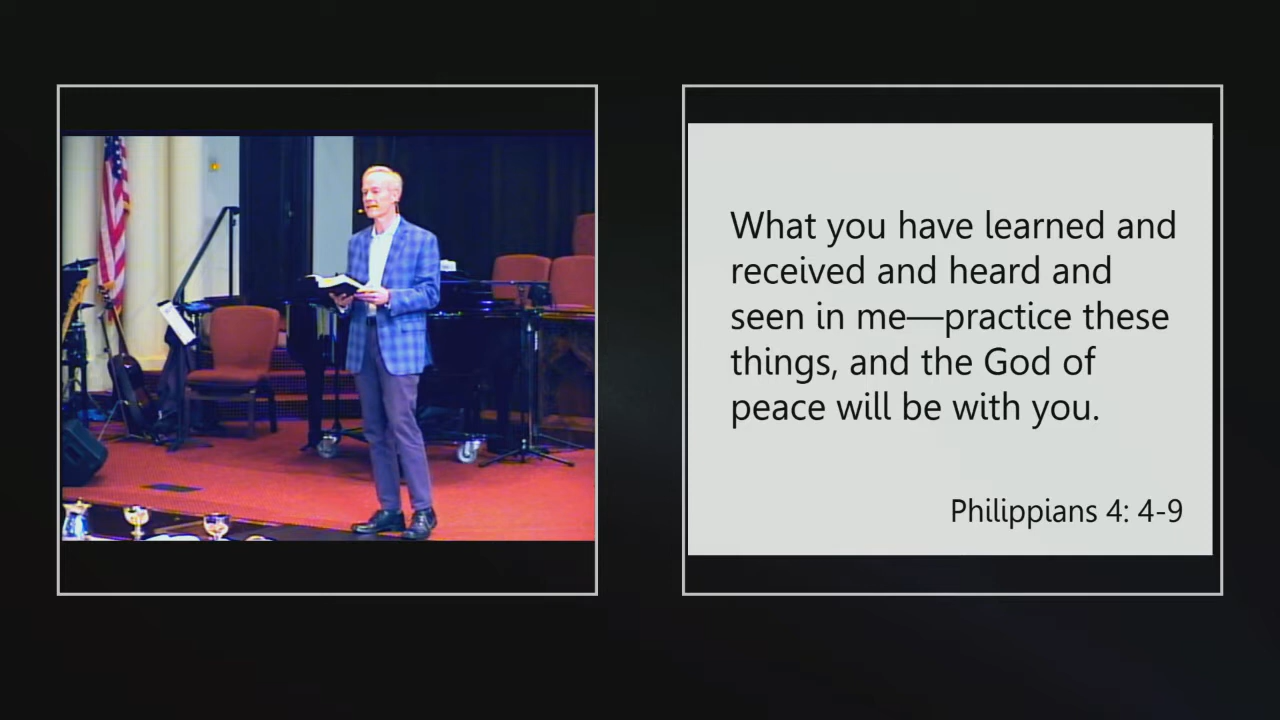 What you have learned and
received and heard and
seen in me—practice these
things, and the God of
peace will be with you.
Philippians 4: 4-9